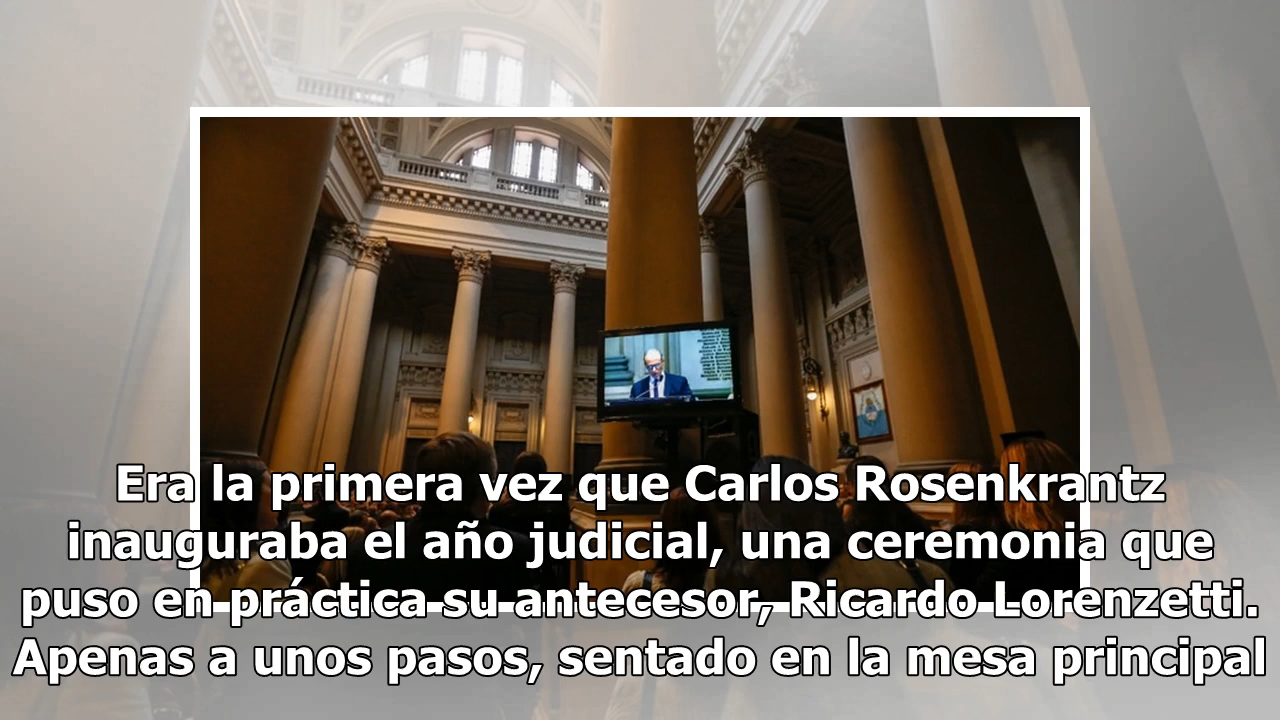 Era la primera vez que Carlos Rosenkrantz
inauguraba el año judicial, una ceremonia que
puso en práctica su antecesor, Ricardo Lorenzetti.
Apenas a unos pasos, sentado en la mesa principal